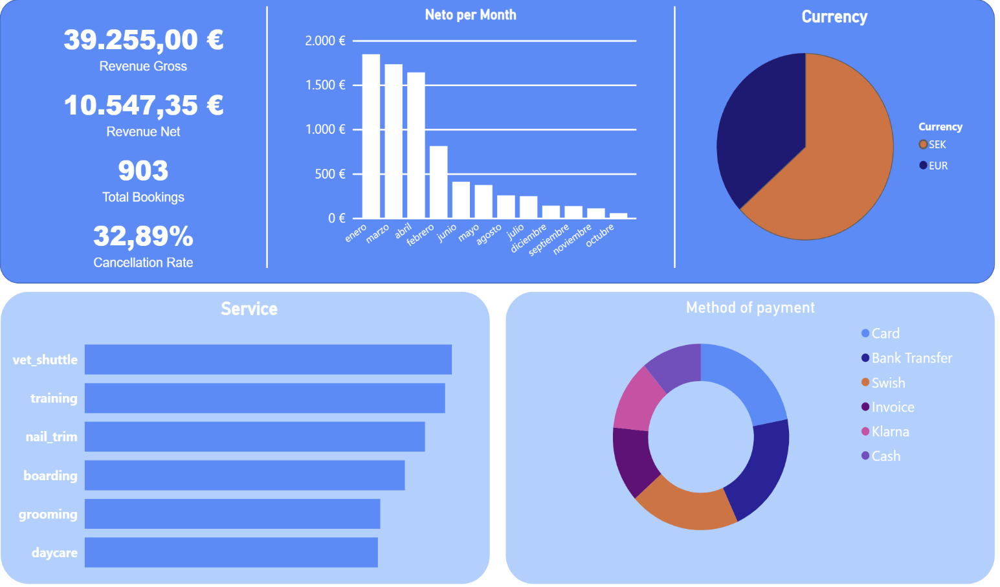 39.255,00 €
Revenue Gross
10.547,35 €
Revenue Net
903
Total Bookings
32,89%
Cancellation Rate
Neto per Month
2.000 €
1.500 €
1.000 €
500 €
0 €
enero
marzo
abril
febrero
junio
mayo
agosto
julio
diciembre
septiembre
noviembre
octubre
Currency
Currency
SEK
EUR
Service
vet_shuttle
training
nail_trim
boarding
grooming
daycare
Method of payment
Card
Bank Transfer
Swish
Invoice
Klarna
Cash